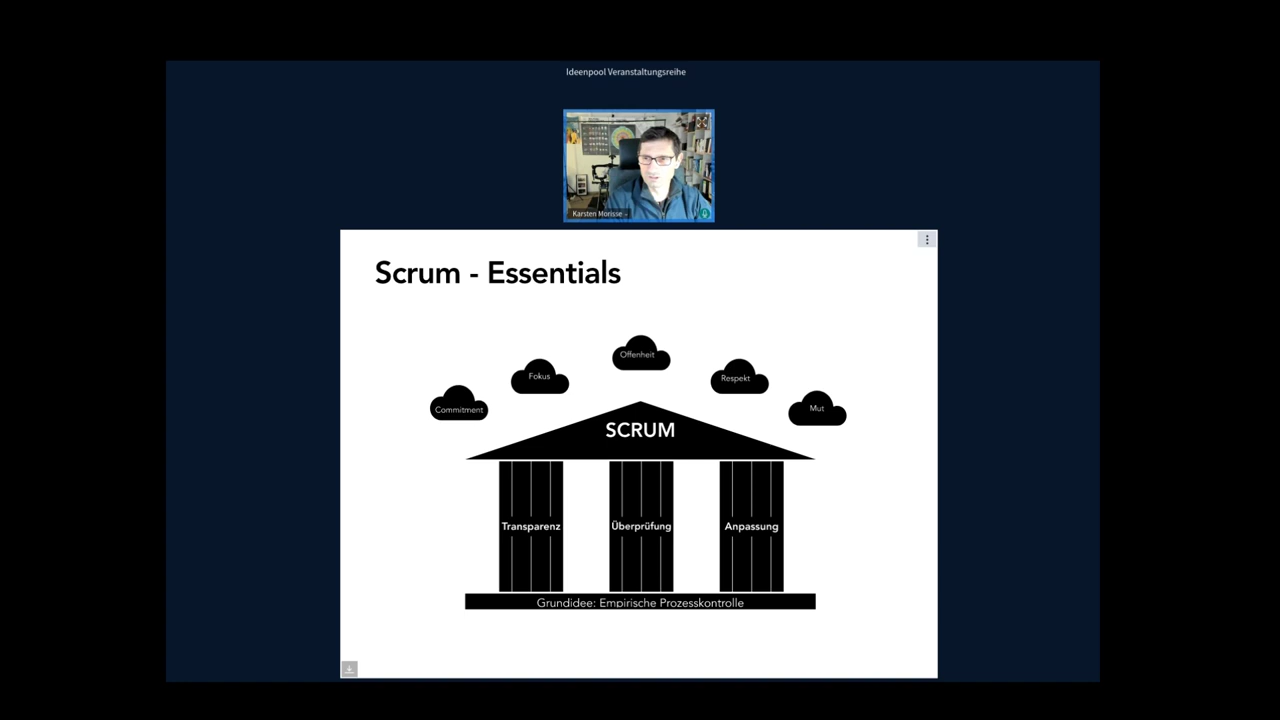 Ideenpool Veranstaltungsreihe
Karsten Morisse
Scrum - Essentials
Offenheit
Fokus
Respekt
Commitment
Mut
SCRUM
Transparenz
Überprüfung
Anpassung
Grundidee: Empirische Prozesskontrolle